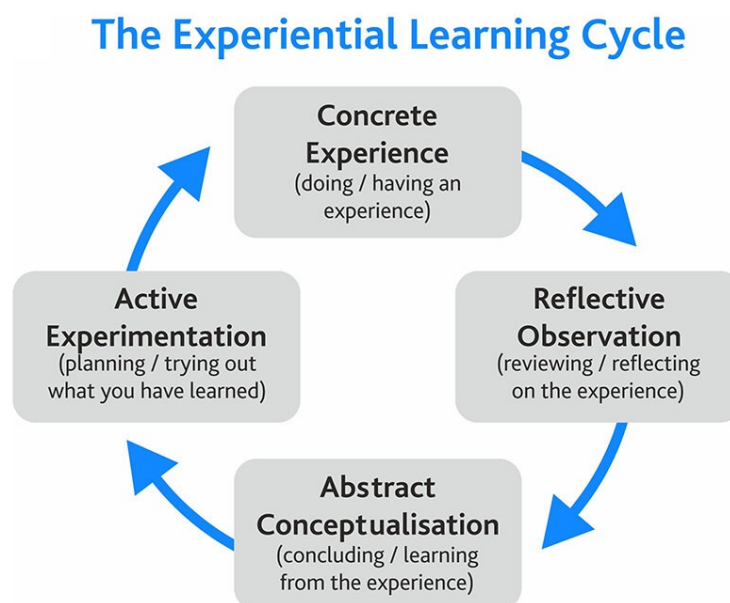 The Experiential Learning Cycle
Concrete
Experience
(doing / having an
experience)
Reflective
Observation
(reviewing / reflecting
on the experience)
Abstract
Conceptualisation
(concluding / learning
from the experience)
Active
Experimentation
(planning / trying out
what you have learned)